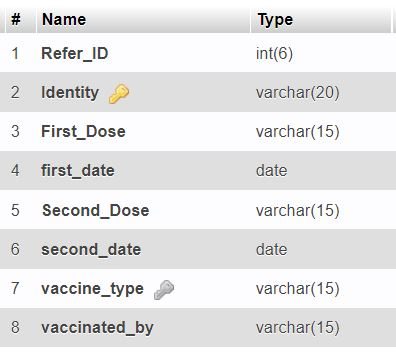 # Name Type
1 Refer_ID int(6)
2 Identity varchar(20)
3 First_Dose varchar(15)
4 first_date date
5 Second_Dose varchar(15)
6 second_date date
7 vaccine_type varchar(15)
8 vaccinated_by varchar(15)